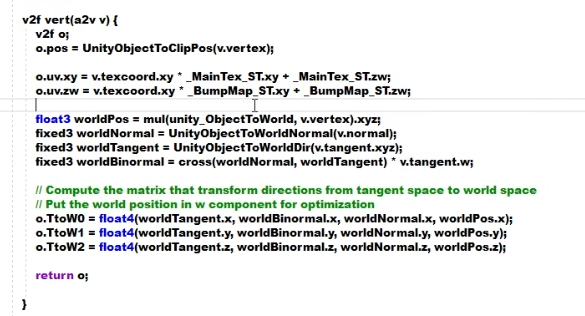 v2f vert(a2v v) {
v2f o;
o.pos = UnityObjectToClipPos(v.vertex);
o.uv.xy = v.texcoord.xy * _MainTex_ST.xy + _MainTex_ST.zw;
o.uv.zw = v.texcoord.xy * _BumpMap_ST.xy + _BumpMap_ST.zw;
float3 worldPos = mul(unity_ObjectToWorld, v.vertex).xyz;
fixed3 worldNormal = UnityObjectToWorldNormal(v.normal);
fixed3 worldTangent = UnityObjectToWorldDir(v.tangent.xyz);
fixed3 worldBinormal = cross(worldNormal, worldTangent) * v.tangent.w;
// Compute the matrix that transform directions from tangent space to world space
// Put the world position in w component for optimization
o.TtoW0 = float4(worldTangent.x, worldBinormal.x, worldNormal.x, worldPos.x);
o.TtoW1 = float4(worldTangent.y, worldBinormal.y, worldNormal.y, worldPos.y);
o.TtoW2 = float4(worldTangent.z, worldBinormal.z, worldNormal.z, worldPos.z);
return o;
}